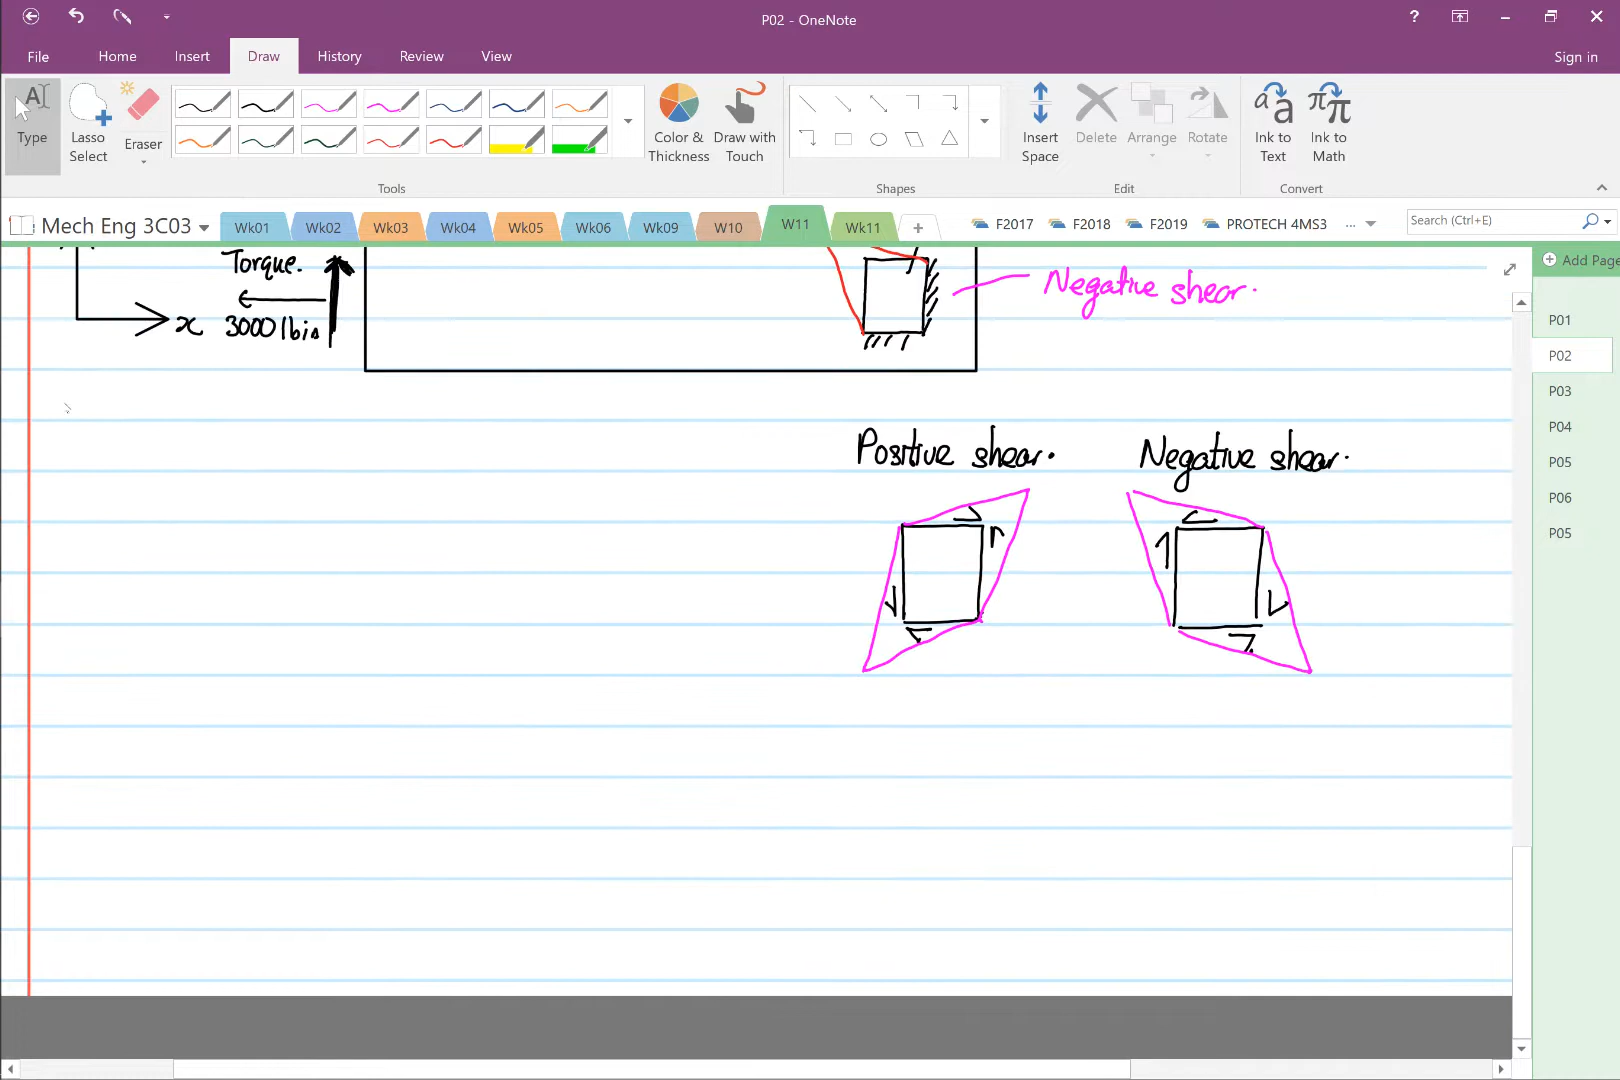 P02 - OneNote
?
File
Home
Insert
Draw
History
Review
View
Sign in
Type
Lasso Select
Eraser
Color & Thickness
Draw with Touch
Insert Space
Delete
Arrange
Rotate
Ink to Text
Ink to Math
Tools
Shapes
Edit
Convert
Mech Eng 3C03
Wk01
Wk02
Wk03
Wk04
Wk05
Wk06
Wk09
W10
W11
Wk11
+
F2017
F2018
F2019
PROTECH 4MS3
...
Search (Ctrl+E)
Add Page
P01
P02
P03
P04
P05
P06
P05
Torque.
x
3000 lbin
Negative shear.
Positive shear.
Negative shear.